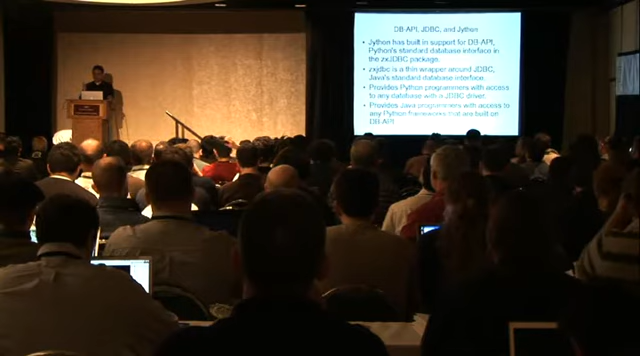 DB-API, JDBC, and Jython
• Jython has built in support for DB-API,
Python's standard database interface in
the zxJDBC package.
• zxjdbc is a thin wrapper around JDBC,
Java's standard database interface.
• Provides Python programmers with access
to any database with a JDBC driver.
• Provides Java programmers with access to
any Python frameworks that are built on
DB-API